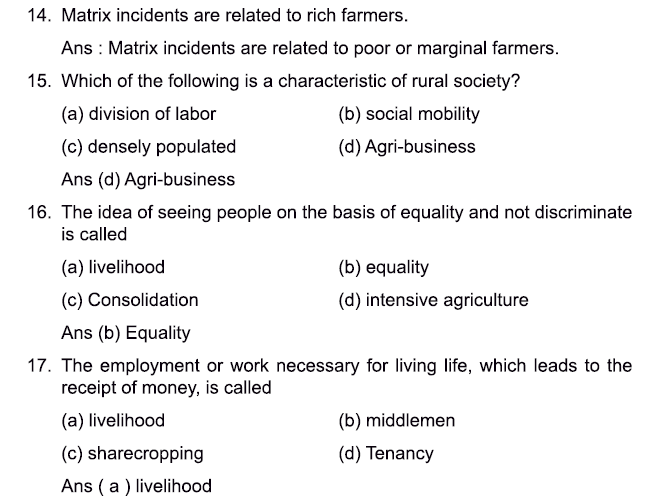 14. Matrix incidents are related to rich farmers.
Ans : Matrix incidents are related to poor or marginal farmers.
15. Which of the following is a characteristic of rural society?
(a) division of labor (b) social mobility
(c) densely populated (d) Agri-business
Ans (d) Agri-business
16. The idea of seeing people on the basis of equality and not discriminate
is called
(a) livelihood (b) equality
(c) Consolidation (d) intensive agriculture
Ans (b) Equality
17. The employment or work necessary for living life, which leads to the
receipt of money, is called
(a) livelihood (b) middlemen
(c) sharecropping (d) Tenancy
Ans ( a ) livelihood